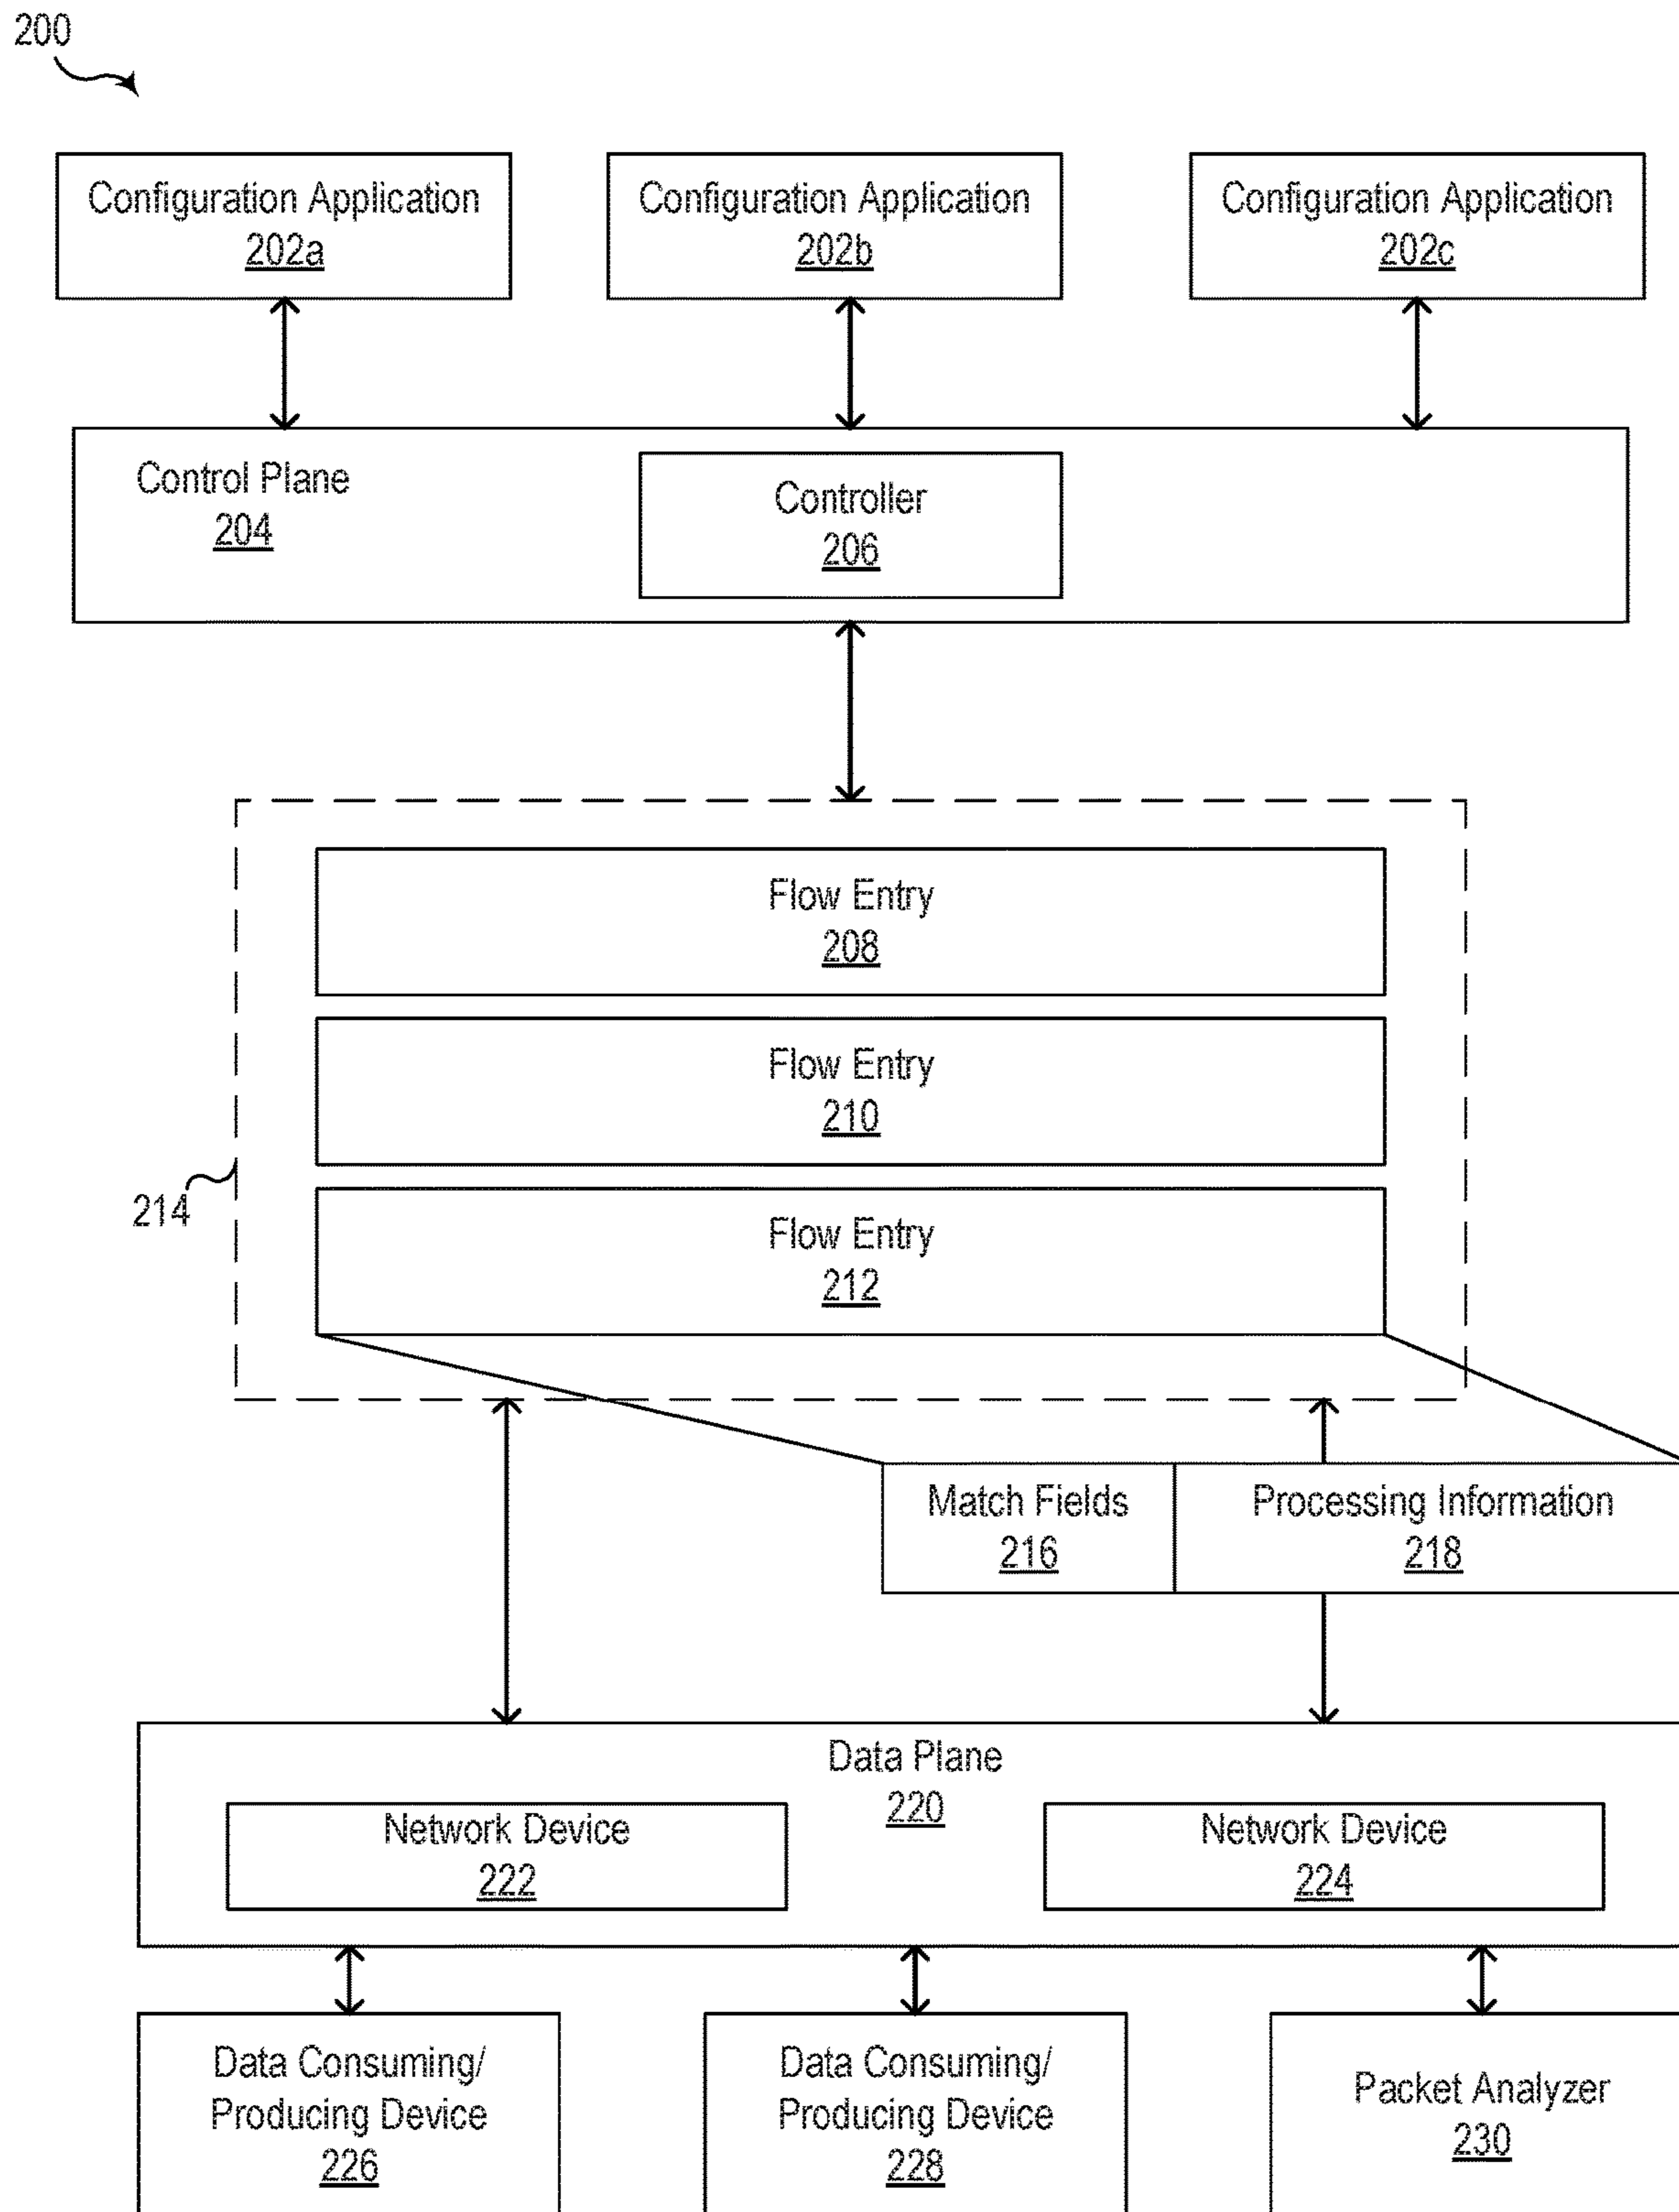 200
Configuration Application
202a
Configuration Application
202b
Configuration Application
202c
Control Plane
204
Controller
206
Flow Entry
208
Flow Entry
210
214
Flow Entry
212
Match Fields
216
Processing Information
218
Data Plane
220
Network Device
222
Network Device
224
Data Consuming/
Producing Device
226
Data Consuming/
Producing Device
228
Packet Analyzer
230